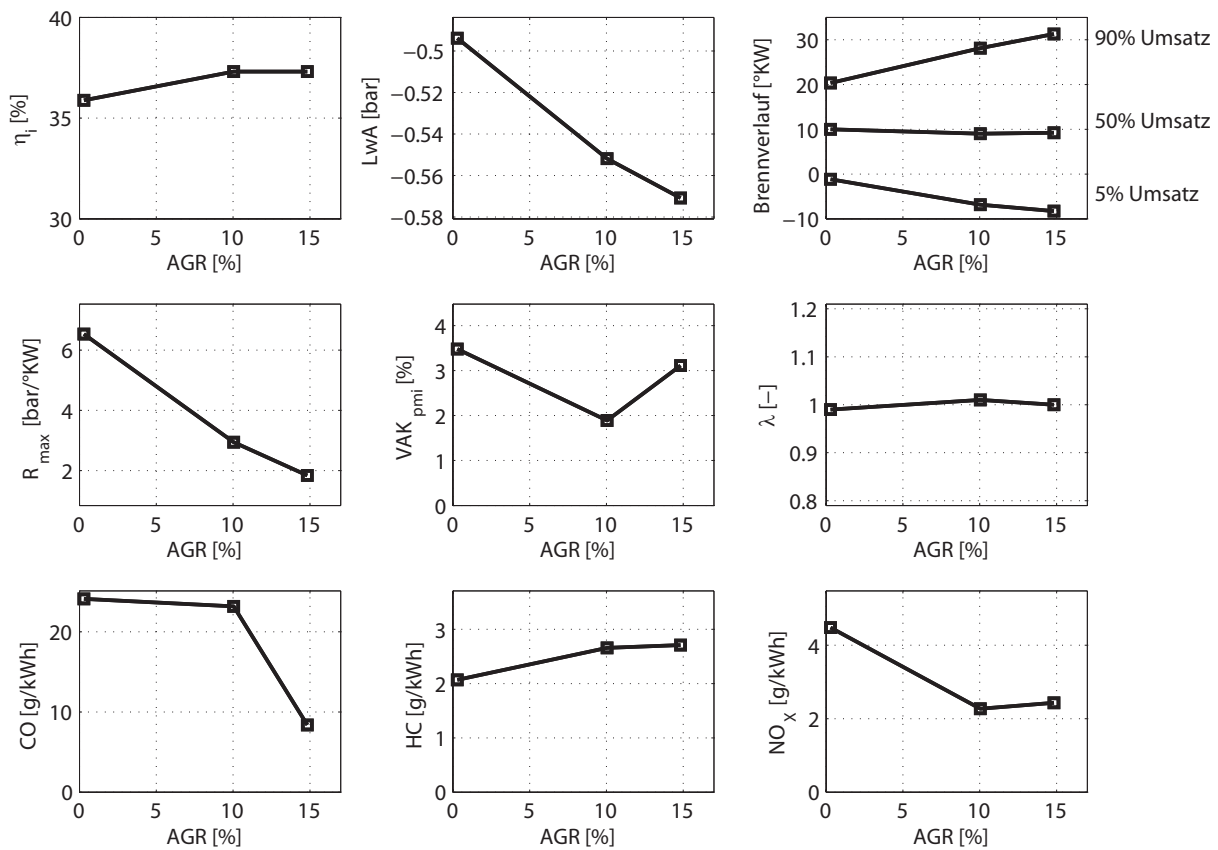 40
35
30
η_i [%]
0 5 10 15
AGR [%]
−0.5
−0.52
−0.54
−0.56
−0.58
LwA [bar]
0 5 10 15
AGR [%]
30
20
10
0
−10
Brennverlauf [°KW]
90% Umsatz
50% Umsatz
5% Umsatz
0 5 10 15
AGR [%]
6
4
2
R_max [bar/°KW]
0 5 10 15
AGR [%]
4
3
2
1
0
VAK_pmi [%]
0 5 10 15
AGR [%]
1.2
1.1
1
0.9
0.8
λ [−]
0 5 10 15
AGR [%]
20
10
0
CO [g/kWh]
0 5 10 15
AGR [%]
3
2
1
0
HC [g/kWh]
0 5 10 15
AGR [%]
4
2
0
NO_X [g/kWh]
0 5 10 15
AGR [%]